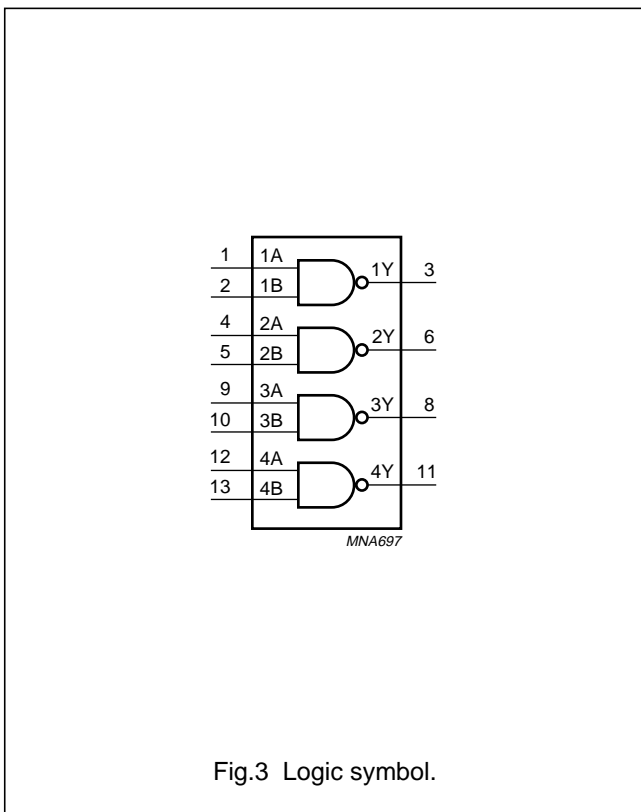 1 1A 1Y 3
2 1B
4 2A 2Y 6
5 2B
9 3A 3Y 8
10 3B
12 4A 4Y 11
13 4B
MNA697
Fig.3 Logic symbol.